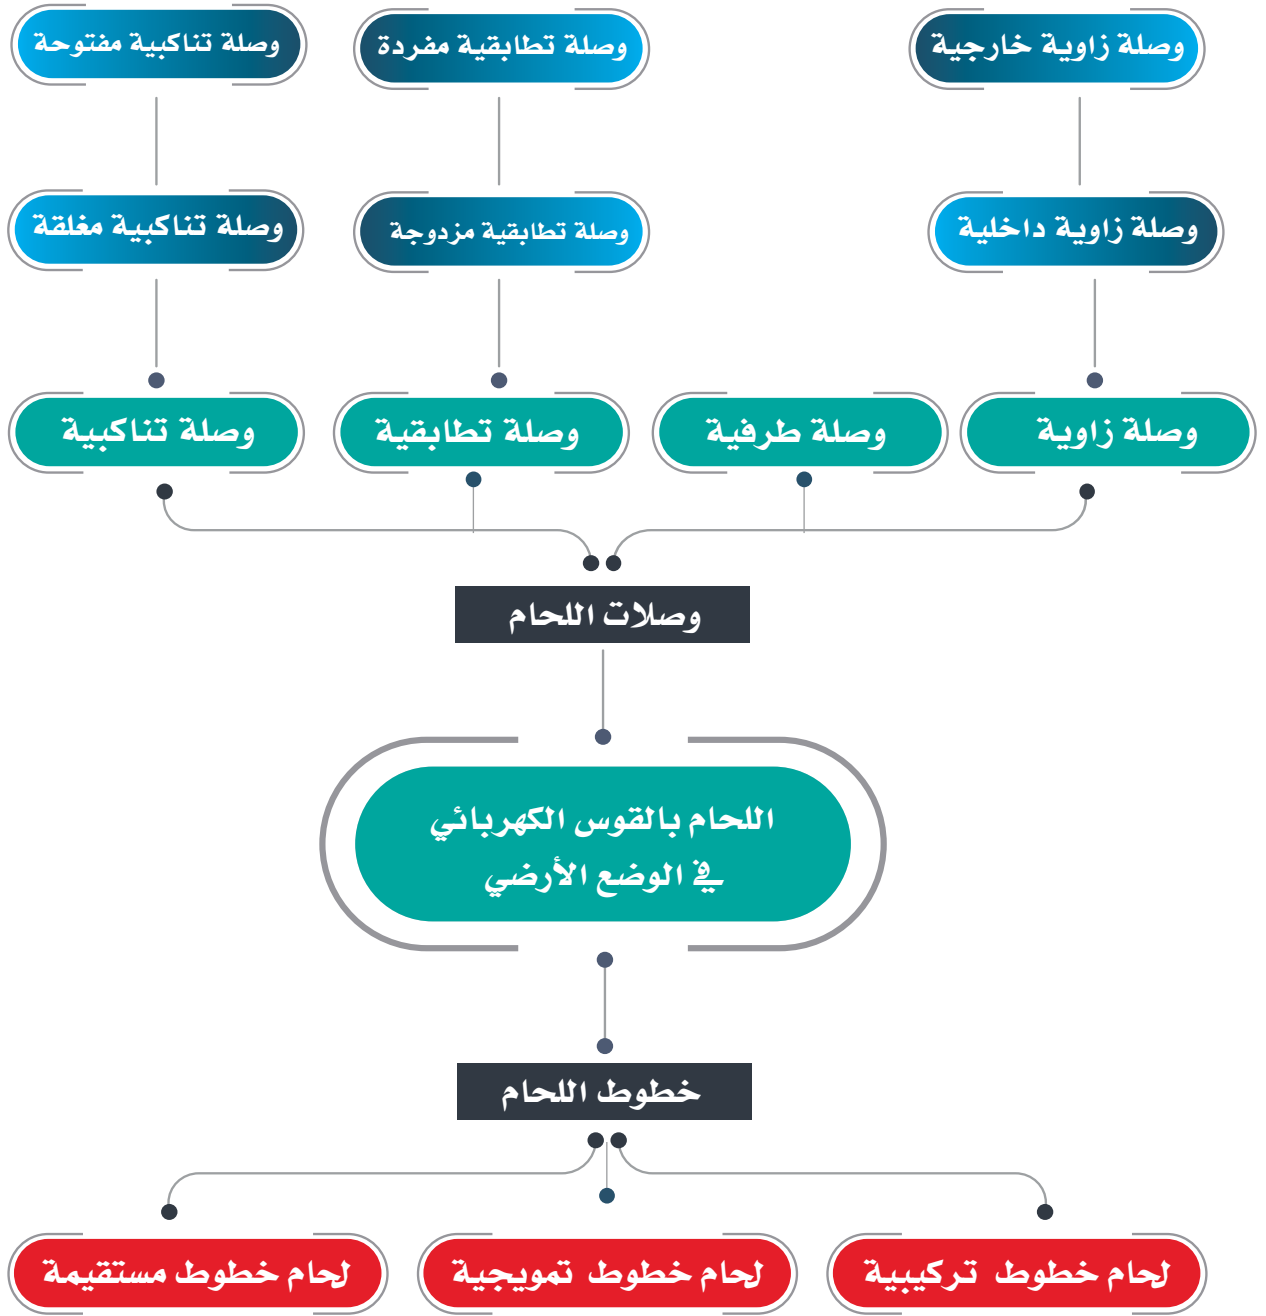 وصلة زاوية خارجية
وصلة تطابقية مفردة
وصلة تناكبية مفتوحة
وصلة زاوية داخلية
وصلة تطابقية مزدوجة
وصلة تناكبية مغلقة
وصلة زاوية
وصلة طرفية
وصلة تطابقية
وصلة تناكبية
وصلات اللحام
اللحام بالقوس الكهربائي
في الوضع الأرضي
خطوط اللحام
لحام خطوط تركيبية
لحام خطوط تمويجية
لحام خطوط مستقيمة